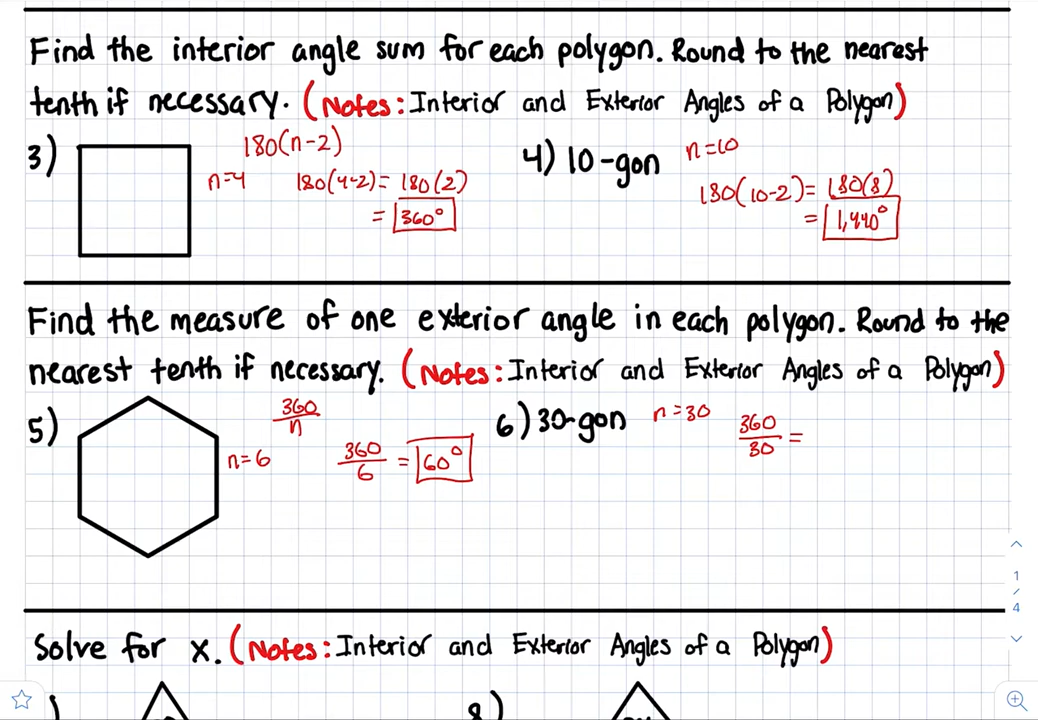 Find the interior angle sum for each polygon. Round to the nearest
tenth if necessary. (Notes: Interior and Exterior Angles of a Polygon)
3)
180(n-2)
n=4
180(4-2) = 180(2)
= 360°
4) 10-gon
n=10
180(10-2) = 180(8)
= 1,440°
Find the measure of one exterior angle in each polygon. Round to the
nearest tenth if necessary. (Notes: Interior and Exterior Angles of a Polygon)
5)
360/n
n=6
360/6 = 60°
6) 30-gon
n=30
360/30 =
1
/
4
Solve for x. (Notes: Interior and Exterior Angles of a Polygon)
8)